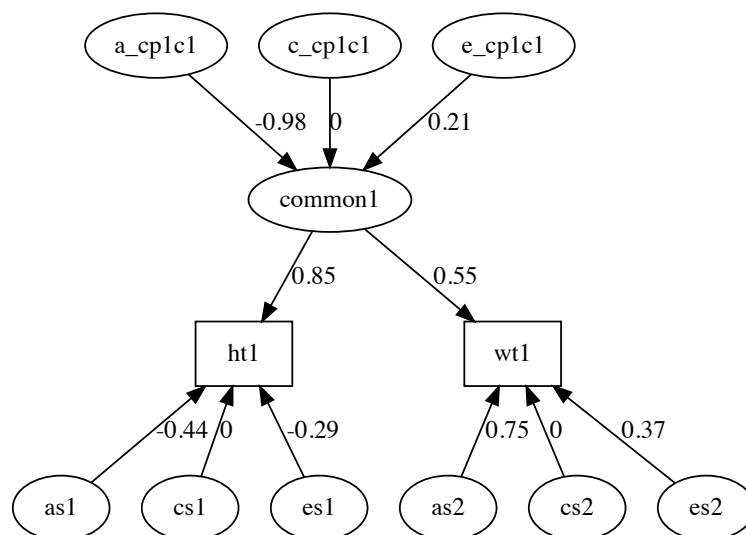 a_cp1c1 c_cp1c1 e_cp1c1
-0.98 0 0.21
common1
0.85 0.55
ht1 wt1
-0.44 0 -0.29 0.75 0 0.37
as1 cs1 es1 as2 cs2 es2